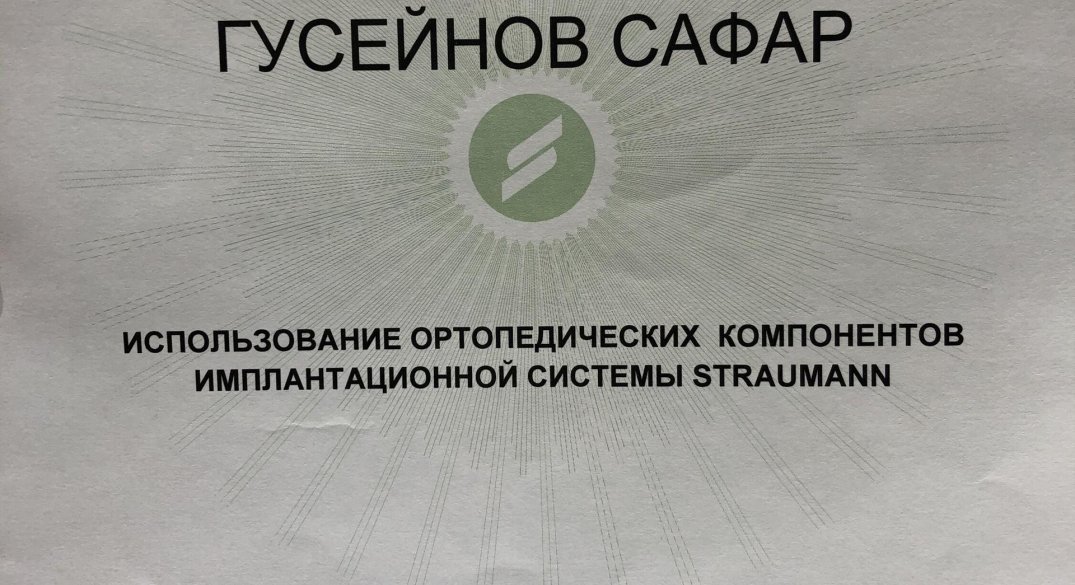 ГУСЕЙНОВ САФАР
ИСПОЛЬЗОВАНИЕ ОРТОПЕДИЧЕСКИХ КОМПОНЕНТОВ
ИМПЛАНТАЦИОННОЙ СИСТЕМЫ STRAUMANN